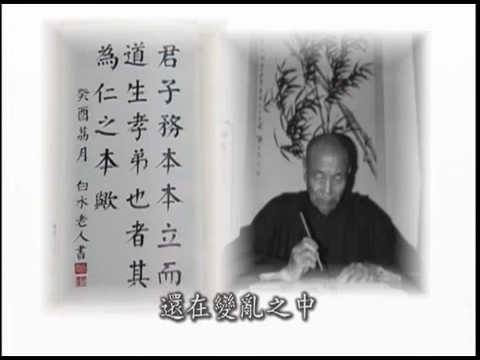 君子務本本立而
道生孝弟也者其
為仁之本歟
癸酉荔月 白水老人書
還在變亂之中